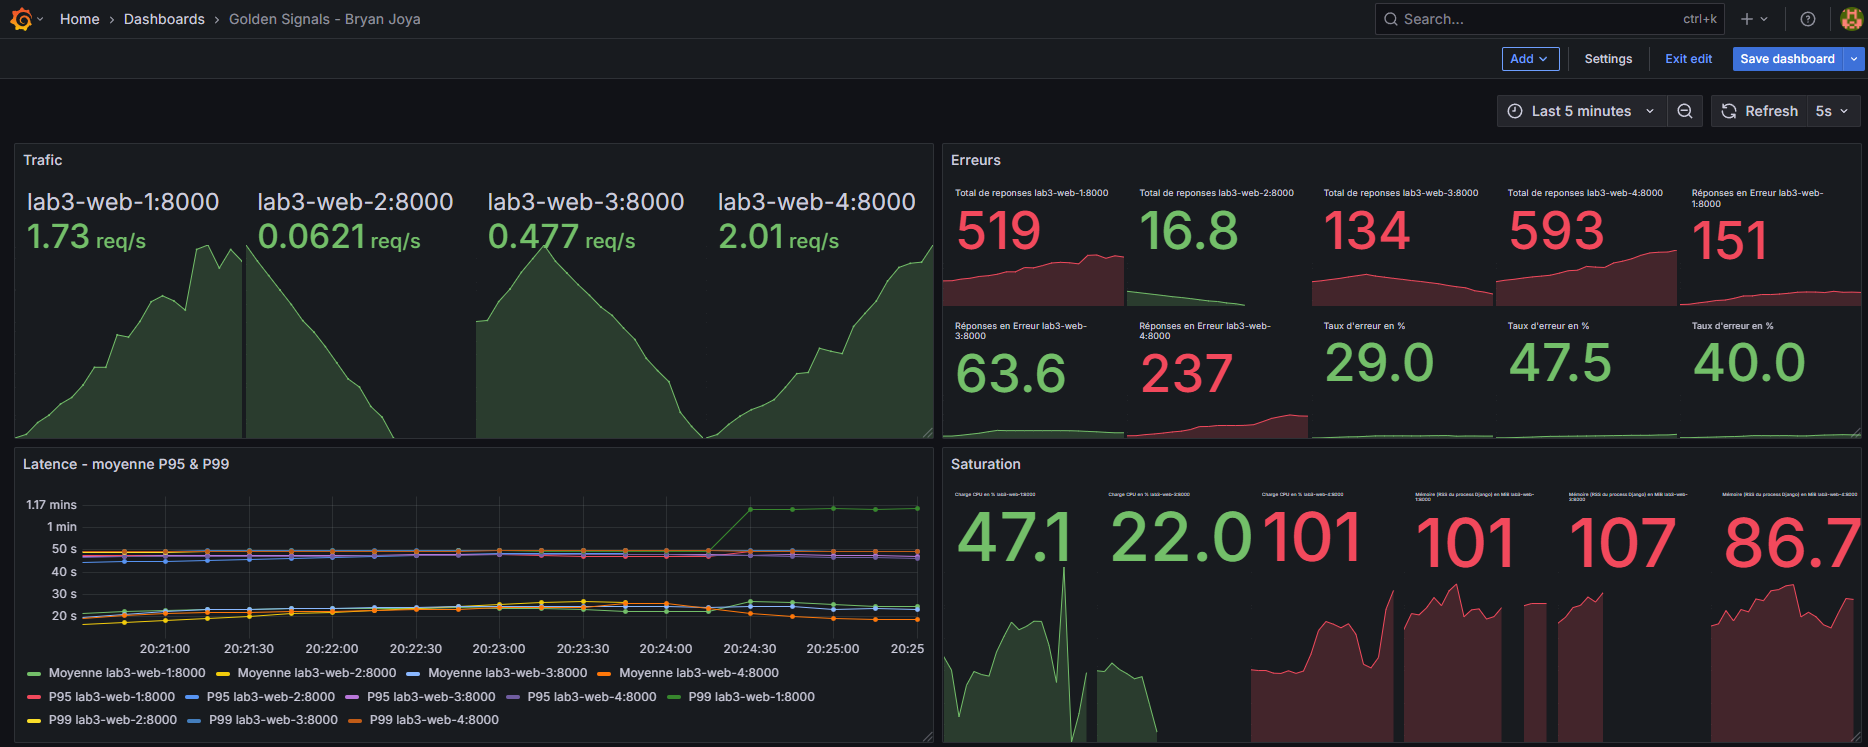 Home › Dashboards › Golden Signals - Bryan Joya
Search... ctrl+k
Add Settings Exit edit Save dashboard
Last 5 minutes Refresh 5s
Trafic
lab3-web-1:8000 lab3-web-2:8000 lab3-web-3:8000 lab3-web-4:8000
1.73 req/s 0.0621 req/s 0.477 req/s 2.01 req/s
Erreurs
Total de reponses lab3-web-1:8000
519
Total de reponses lab3-web-2:8000
16.8
Total de reponses lab3-web-3:8000
134
Total de reponses lab3-web-4:8000
593
Réponses en Erreur lab3-web-
1:8000
151
Réponses en Erreur lab3-web-
3:8000
63.6
Réponses en Erreur lab3-web-
4:8000
237
Taux d'erreur en %
29.0
Taux d'erreur en %
47.5
Taux d'erreur en %
40.0
Latence - moyenne P95 & P99
1.17 mins
1 min
50 s
40 s
30 s
20 s
20:21:00 20:21:30 20:22:00 20:22:30 20:23:00 20:23:30 20:24:00 20:24:30 20:25:00 20:25
Moyenne lab3-web-1:8000 Moyenne lab3-web-2:8000 Moyenne lab3-web-3:8000 Moyenne lab3-web-4:8000
P95 lab3-web-1:8000 P95 lab3-web-2:8000 P95 lab3-web-3:8000 P95 lab3-web-4:8000 P99 lab3-web-1:8000
P99 lab3-web-2:8000 P99 lab3-web-3:8000 P99 lab3-web-4:8000
Saturation
Charge CPU en % lab3-web-1:8000
47.1
Charge CPU en % lab3-web-3:8000
22.0
Charge CPU en % lab3-web-4:8000
101
Mémoire (RSS du process Django) en MiB lab3-web-
1:8000
101
Mémoire (RSS du process Django) en MiB lab3-web-
3:8000
107
Mémoire (RSS du process Django) en MiB lab3-web-4:8000
86.7